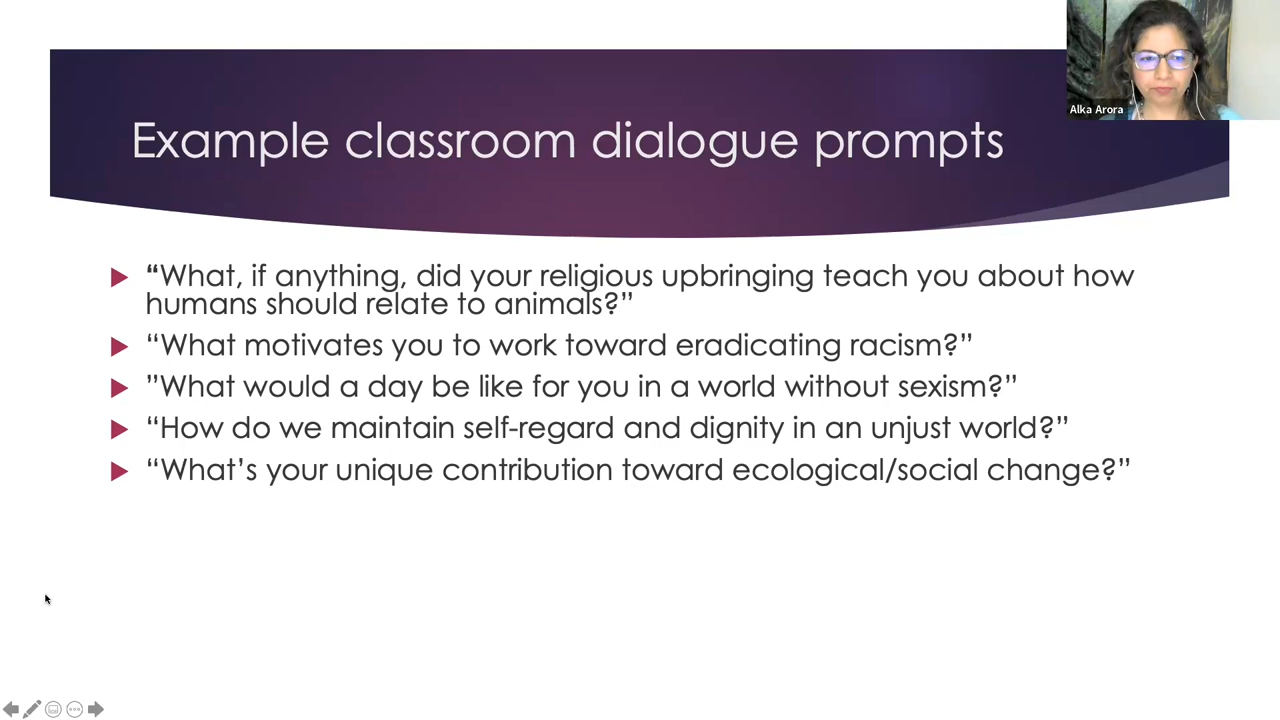 Alka Arora
Example classroom dialogue prompts
“What, if anything, did your religious upbringing teach you about how
humans should relate to animals?”
“What motivates you to work toward eradicating racism?”
”What would a day be like for you in a world without sexism?”
“How do we maintain self-regard and dignity in an unjust world?”
“What’s your unique contribution toward ecological/social change?”